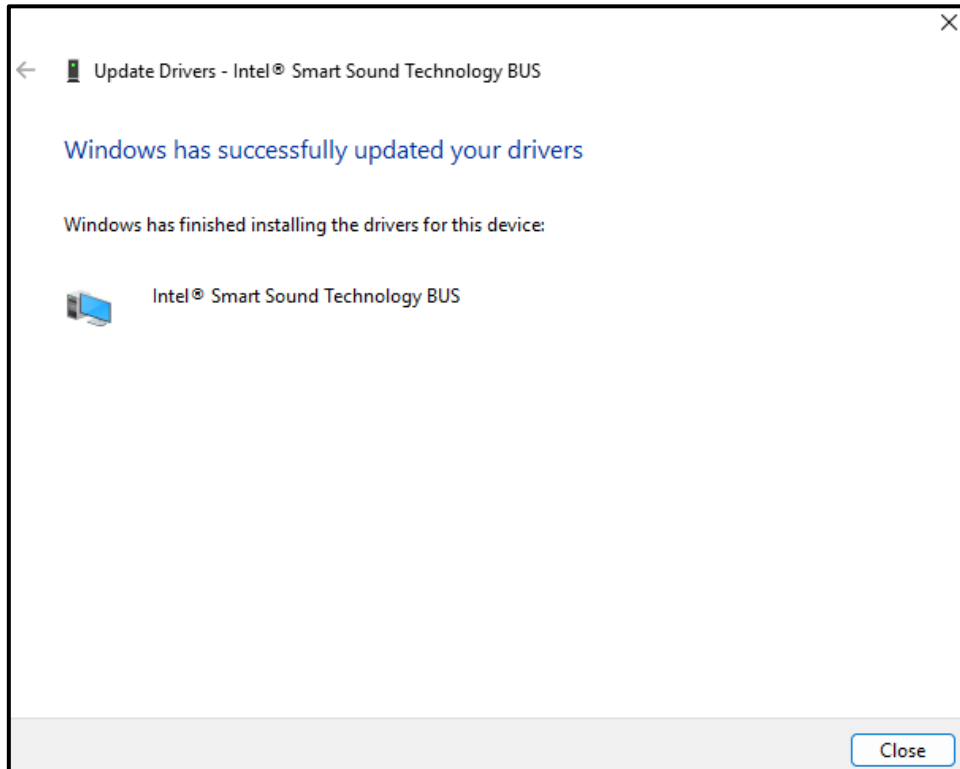 Update Drivers - Intel® Smart Sound Technology BUS
Windows has successfully updated your drivers
Windows has finished installing the drivers for this device:
Intel® Smart Sound Technology BUS
Close